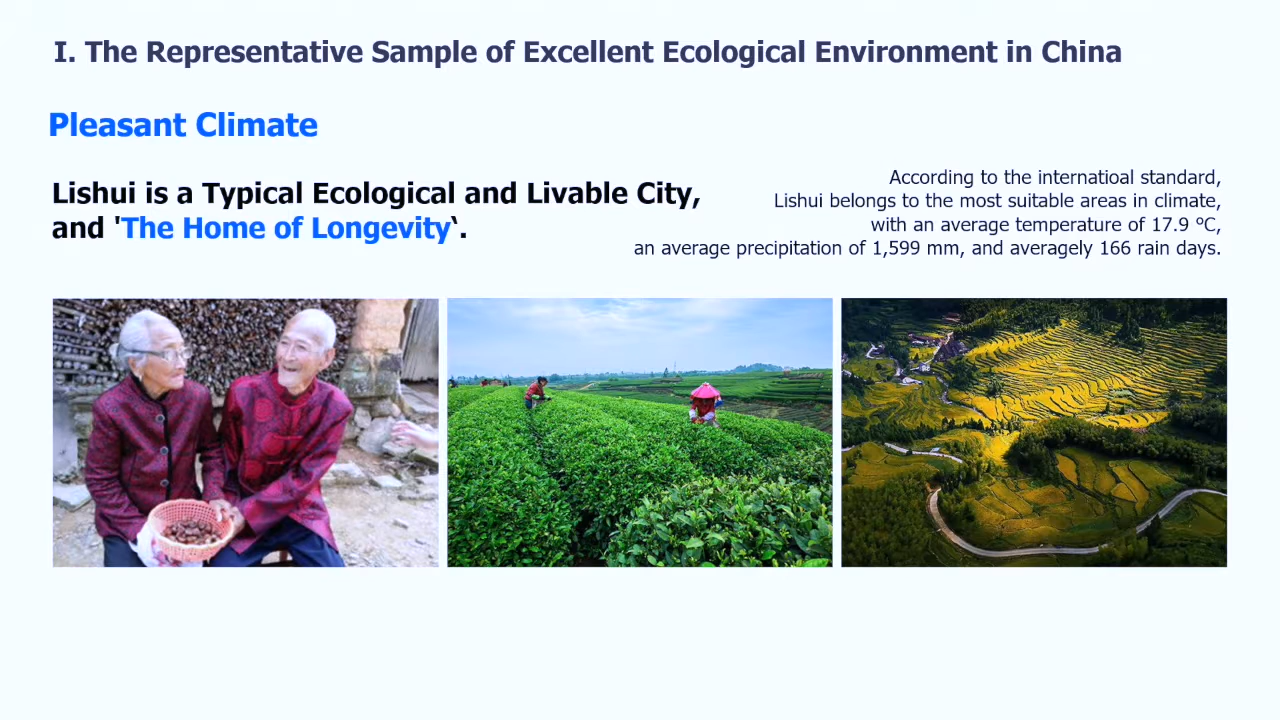 I. The Representative Sample of Excellent Ecological Environment in China
Pleasant Climate
Lishui is a Typical Ecological and Livable City,
and 'The Home of Longevity‘.
According to the internatioal standard,
Lishui belongs to the most suitable areas in climate,
with an average temperature of 17.9 °C,
an average precipitation of 1,599 mm, and averagely 166 rain days.